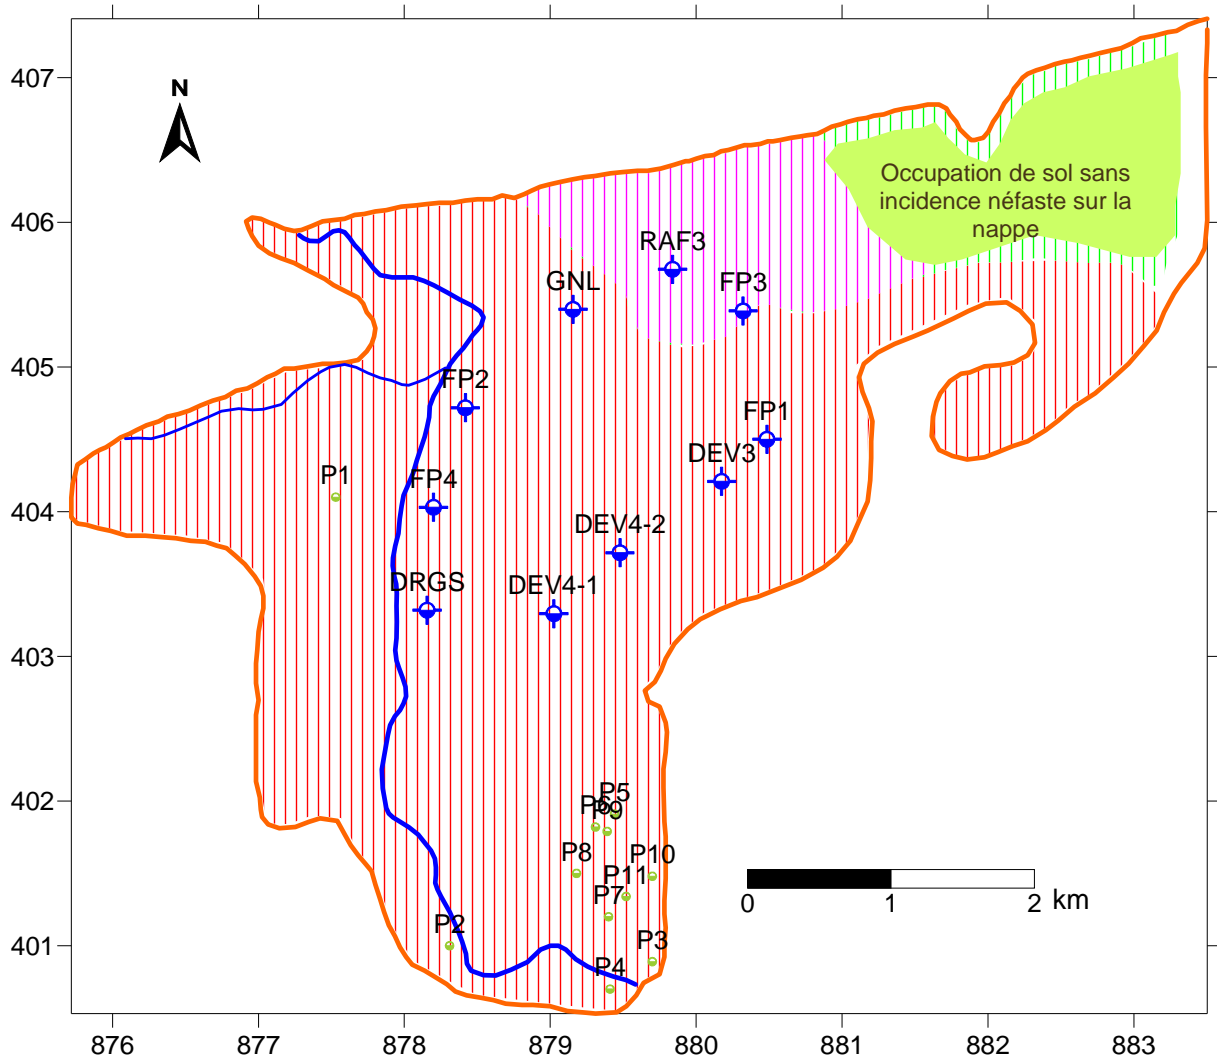 407
N
Occupation de sol sans
incidence néfaste sur la
nappe
406
RAF3
GNL
FP3
405
FP2
FP1
P1
FP4
DEV3
404
DEV4-2
DRGS
DEV4-1
403
402
P5
P6
P9
P8
P10
P11
P7
0
1
2
km
401
P2
P3
P4
876
877
878
879
880
881
882
883